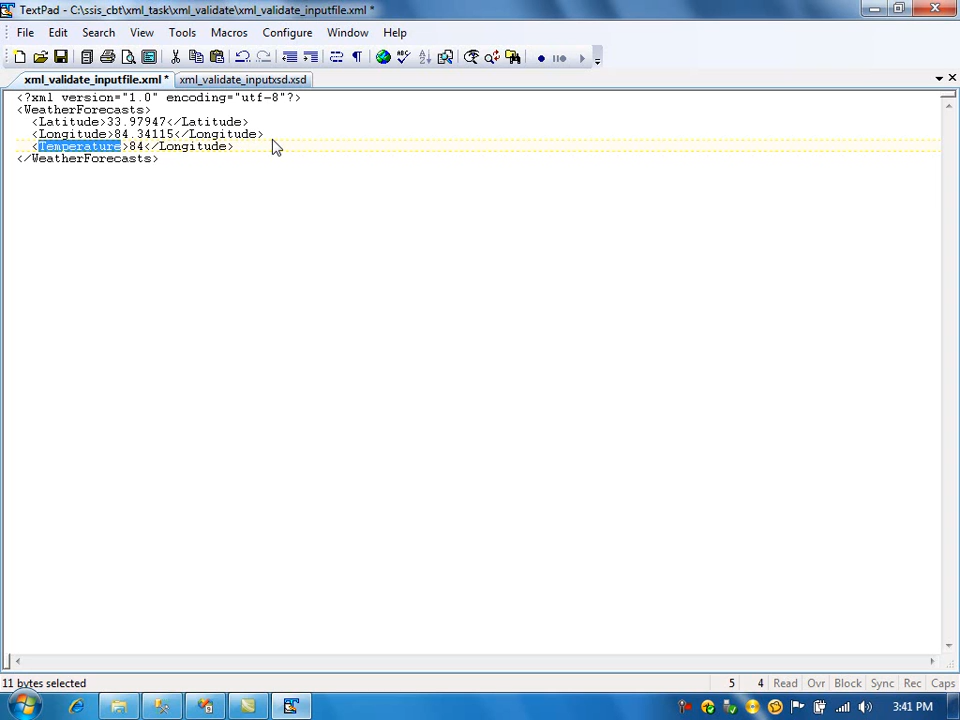 TextPad - C:\ssis_cbt\xml_task\xml_validate\xml_validate_inputfile.xml *
File Edit Search View Tools Macros Configure Window Help
xml_validate_inputfile.xml * xml_validate_inputxsd.xsd
<?xml version="1.0" encoding="utf-8"?>
<WeatherForecasts>
<Latitude>33.97947</Latitude>
<Longitude>84.34115</Longitude>
<Temperature>84</Longitude>
</WeatherForecasts>
11 bytes selected 5 4 Read Ovr Block Sync Rec Caps
3:41 PM